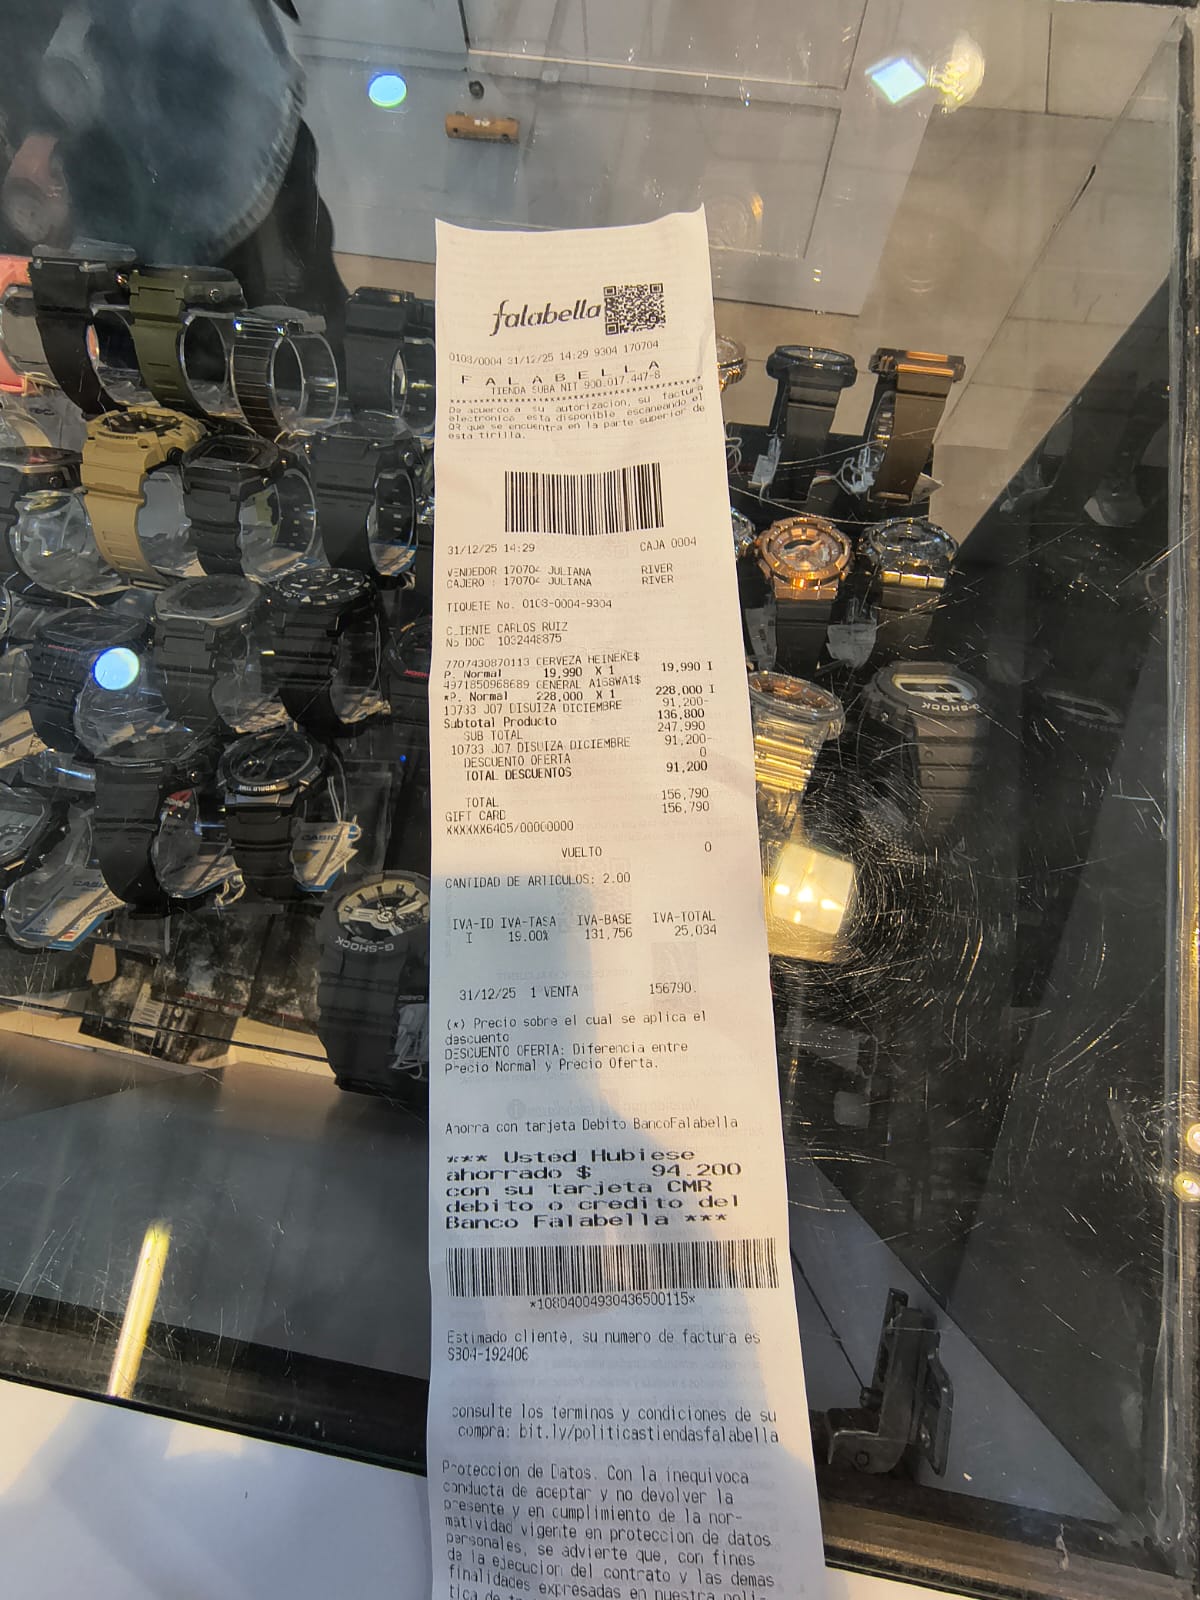 falabella
0108/0004 31/12/25 14:29 9304 170704
F A L A B E L L A
TIENDA SUBA NIT 900.017.447-8
De acuerdo a su autorizacion, su factura
electronica esta disponible escaneando el
QR que se encuentra en la parte superior de
esta tirilla.
31/12/25 14:29 CAJA 0004
VENDEDOR 170704 JULIANA RIVER
CAJERO : 170704 JULIANA RIVER
TIQUETE No. 0108-0004-9304
CLIENTE CARLOS RUIZ
No DOC 1032448875
7707430870113 CERVEZA HEINEKE$
P. Normal 19,990 X 1 19,990 I
4971850968689 GENERAL A168WA1$
*P. Normal 228,000 X 1 228,000 I
10733 J07 DISUIZA DICIEMBRE 91,200-
Subtotal Producto 136,800
SUB TOTAL 247,990
10733 J07 DISUIZA DICIEMBRE 91,200-
DESCUENTO OFERTA 0
TOTAL DESCUENTOS 91,200
TOTAL 156,790
GIFT CARD 156,790
XXXXXX6405/00000000
VUELTO 0
CANTIDAD DE ARTICULOS: 2.00
IVA-ID IVA-TASA IVA-BASE IVA-TOTAL
I 19.00% 131,756 25,034
31/12/25 1 VENTA 156790.
(*) Precio sobre el cual se aplica el
descuento
DESCUENTO OFERTA: Diferencia entre
Precio Normal y Precio Oferta.
Ahorra con tarjeta Debito BancoFalabella
*** Usted Hubiese
ahorrado $ 94.200
con su tarjeta CMR
debito o credito del
Banco Falabella ***
*10804004930436500115*
Estimado cliente, su numero de factura es
S304-192406
consulte los terminos y condiciones de su
compra: bit.ly/politicastiendasfalabella
Proteccion de Datos. Con la inequivoca
conducta de aceptar y no devolver la
presente y en cumplimiento de la nor-
matividad vigente en proteccion de datos
personales, se advierte que, con fines
de la ejecucion del contrato y las demas
finalidades expresadas en nuestra poli-
tica de
G-SHOCK
G-SHOCK
CASIO
CASIO
WORLD TIME